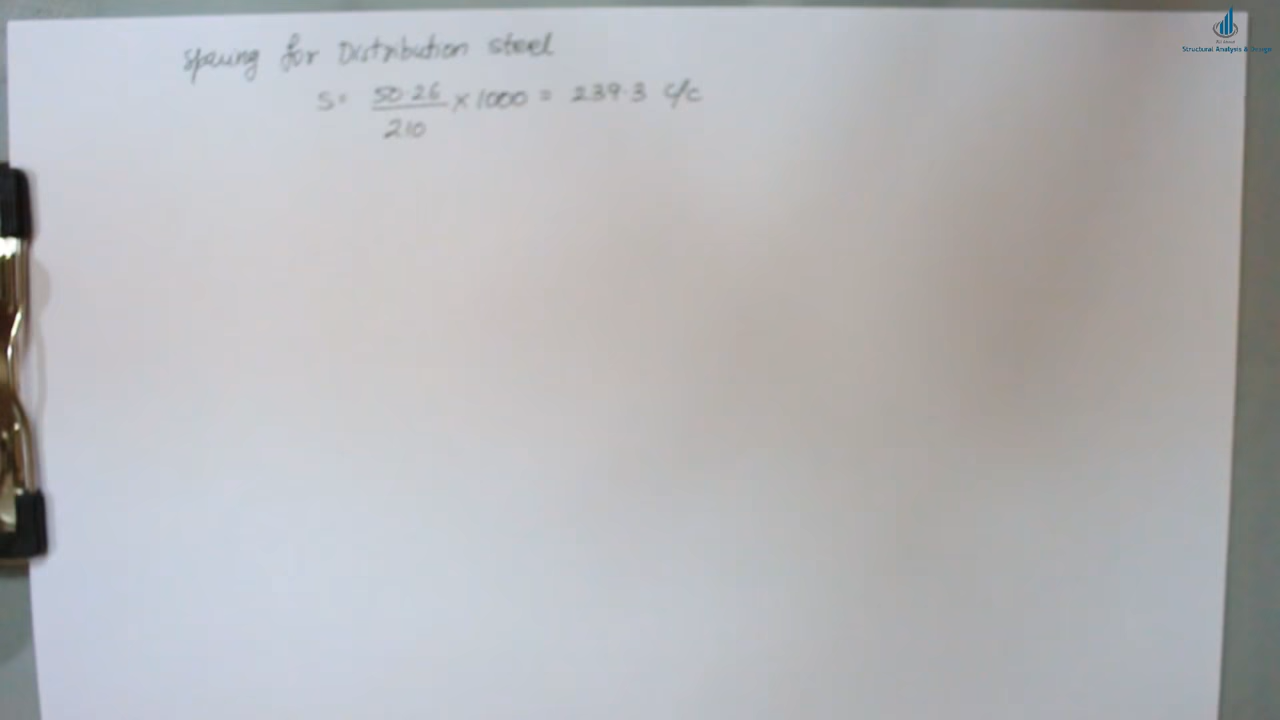 Spacing for Distribution steel
S = 50.26 / 210 × 1000 = 239.3 c/c
Structural Analysis & Design